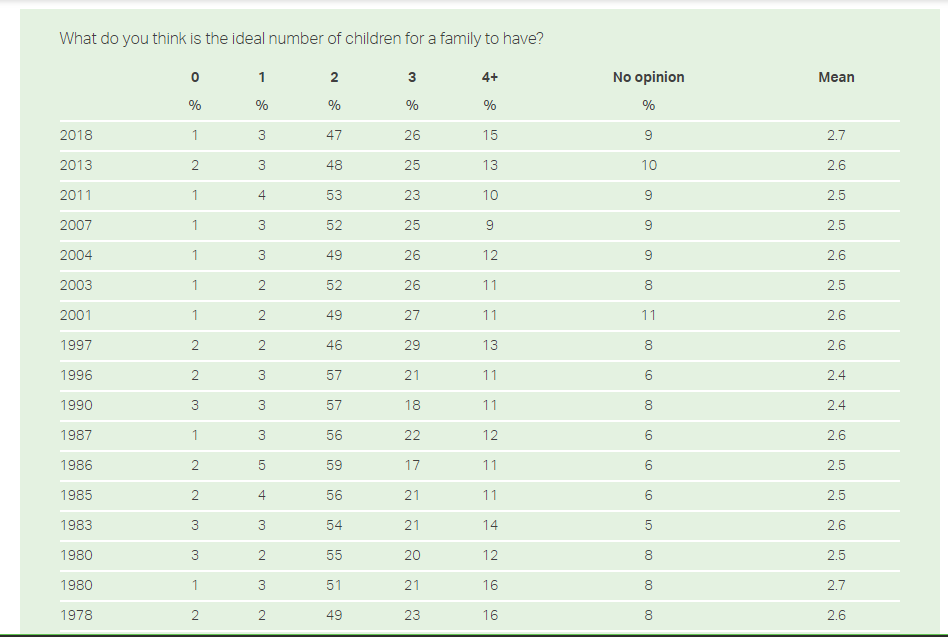 What do you think is the ideal number of children for a family to have?
0 1 2 3 4+ No opinion Mean
% % % % % %
2018 1 3 47 26 15 9 2.7
2013 2 3 48 25 13 10 2.6
2011 1 4 53 23 10 9 2.5
2007 1 3 52 25 9 9 2.5
2004 1 3 49 26 12 9 2.6
2003 1 2 52 26 11 8 2.5
2001 1 2 49 27 11 11 2.6
1997 2 2 46 29 13 8 2.6
1996 2 3 57 21 11 6 2.4
1990 3 3 57 18 11 8 2.4
1987 1 3 56 22 12 6 2.6
1986 2 5 59 17 11 6 2.5
1985 2 4 56 21 11 6 2.5
1983 3 3 54 21 14 5 2.6
1980 3 2 55 20 12 8 2.5
1980 1 3 51 21 16 8 2.7
1978 2 2 49 23 16 8 2.6